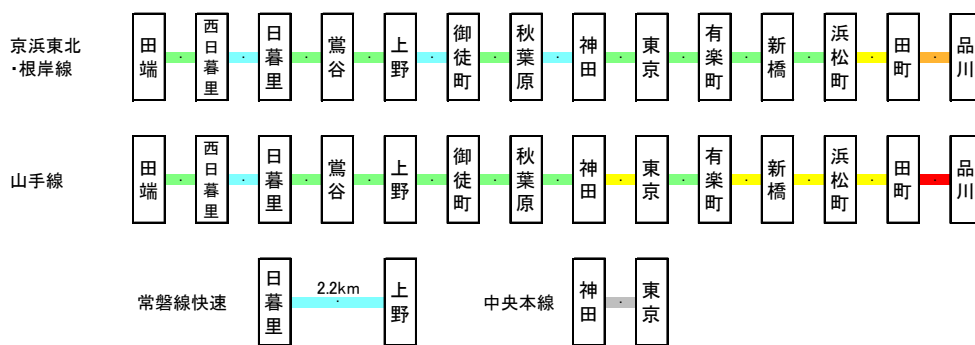 京浜東北
・根岸線
田端
西日暮里
日暮里
鴬谷
上野
御徒町
秋葉原
神田
東京
有楽町
新橋
浜松町
田町
品川
山手線
田端
西日暮里
日暮里
鴬谷
上野
御徒町
秋葉原
神田
東京
有楽町
新橋
浜松町
田町
品川
常磐線快速
日暮里
2.2km
上野
中央本線
神田
東京